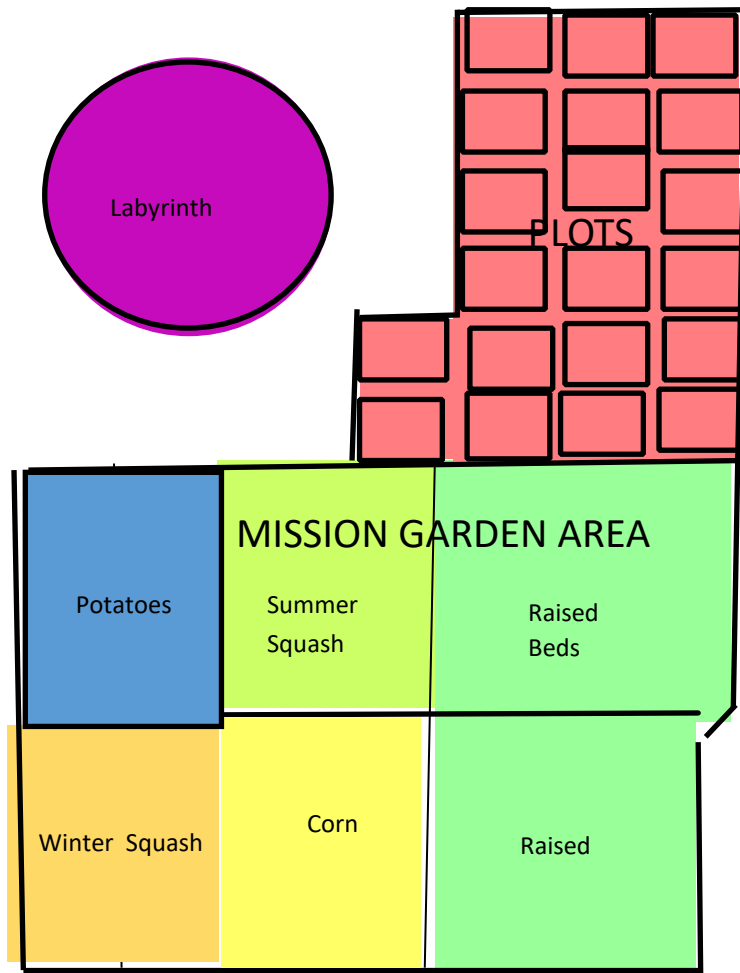 Labyrinth
PLOTS
MISSION GARDEN AREA
Potatoes
Summer
Squash
Raised
Beds
Winter Squash
Corn
Raised